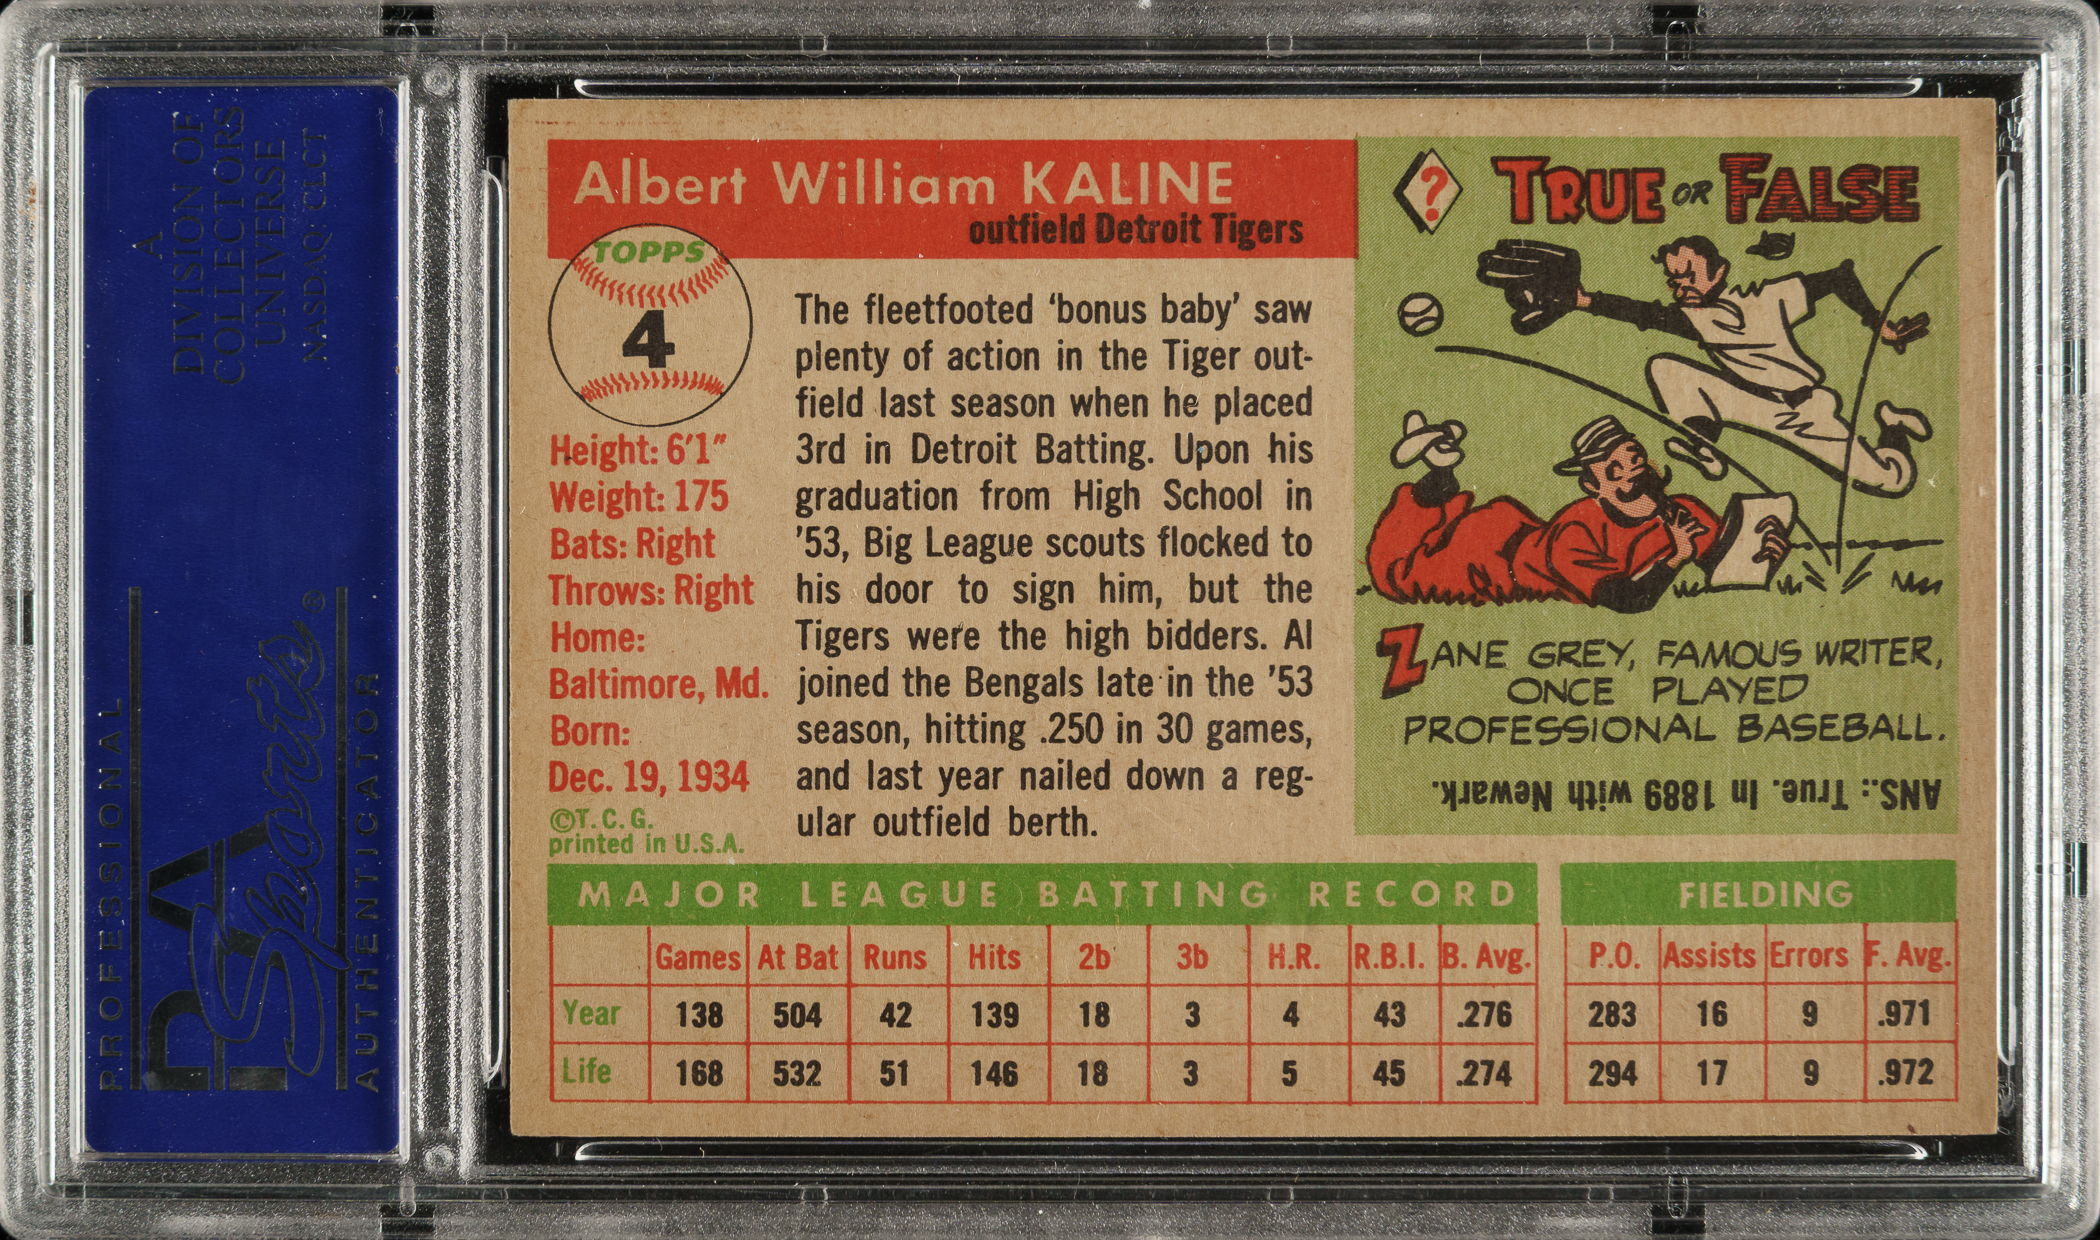 A
DIVISION OF
COLLECTORS
UNIVERSE
NASDAQ: CLCT
PROFESSIONAL
PSA
Sports®
AUTHENTICATOR
Albert William KALINE
outfield Detroit Tigers
TOPPS
4
Height: 6'1"
Weight: 175
Bats: Right
Throws: Right
Home:
Baltimore, Md.
Born:
Dec. 19, 1934
©T.C.G.
printed in U.S.A.
The fleetfooted ‘bonus baby’ saw
plenty of action in the Tiger out-
field last season when he placed
3rd in Detroit Batting. Upon his
graduation from High School in
’53, Big League scouts flocked to
his door to sign him, but the
Tigers were the high bidders. Al
joined the Bengals late in the ’53
season, hitting .250 in 30 games,
and last year nailed down a reg-
ular outfield berth.
?
TRUE OR FALSE
ZANE GREY, FAMOUS WRITER,
ONCE PLAYED
PROFESSIONAL BASEBALL.
ANS.: True. In 1889 with Newark.
MAJOR LEAGUE BATTING RECORD
Games At Bat Runs Hits 2b 3b H.R. R.B.I. B. Avg.
Year 138 504 42 139 18 3 4 43 .276
Life 168 532 51 146 18 3 5 45 .274
FIELDING
P.O. Assists Errors F. Avg.
283 16 9 .971
294 17 9 .972